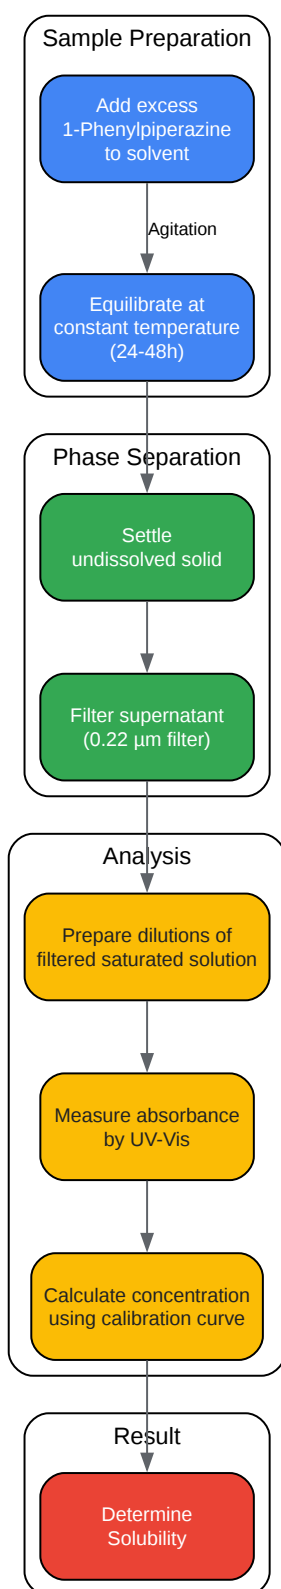 Sample Preparation
Add excess
1-Phenylpiperazine
to solvent
Agitation
Equilibrate at
constant temperature
(24-48h)
Phase Separation
Settle
undissolved solid
Filter supernatant
(0.22 µm filter)
Analysis
Prepare dilutions of
filtered saturated solution
Measure absorbance
by UV-Vis
Calculate concentration
using calibration curve
Result
Determine
Solubility